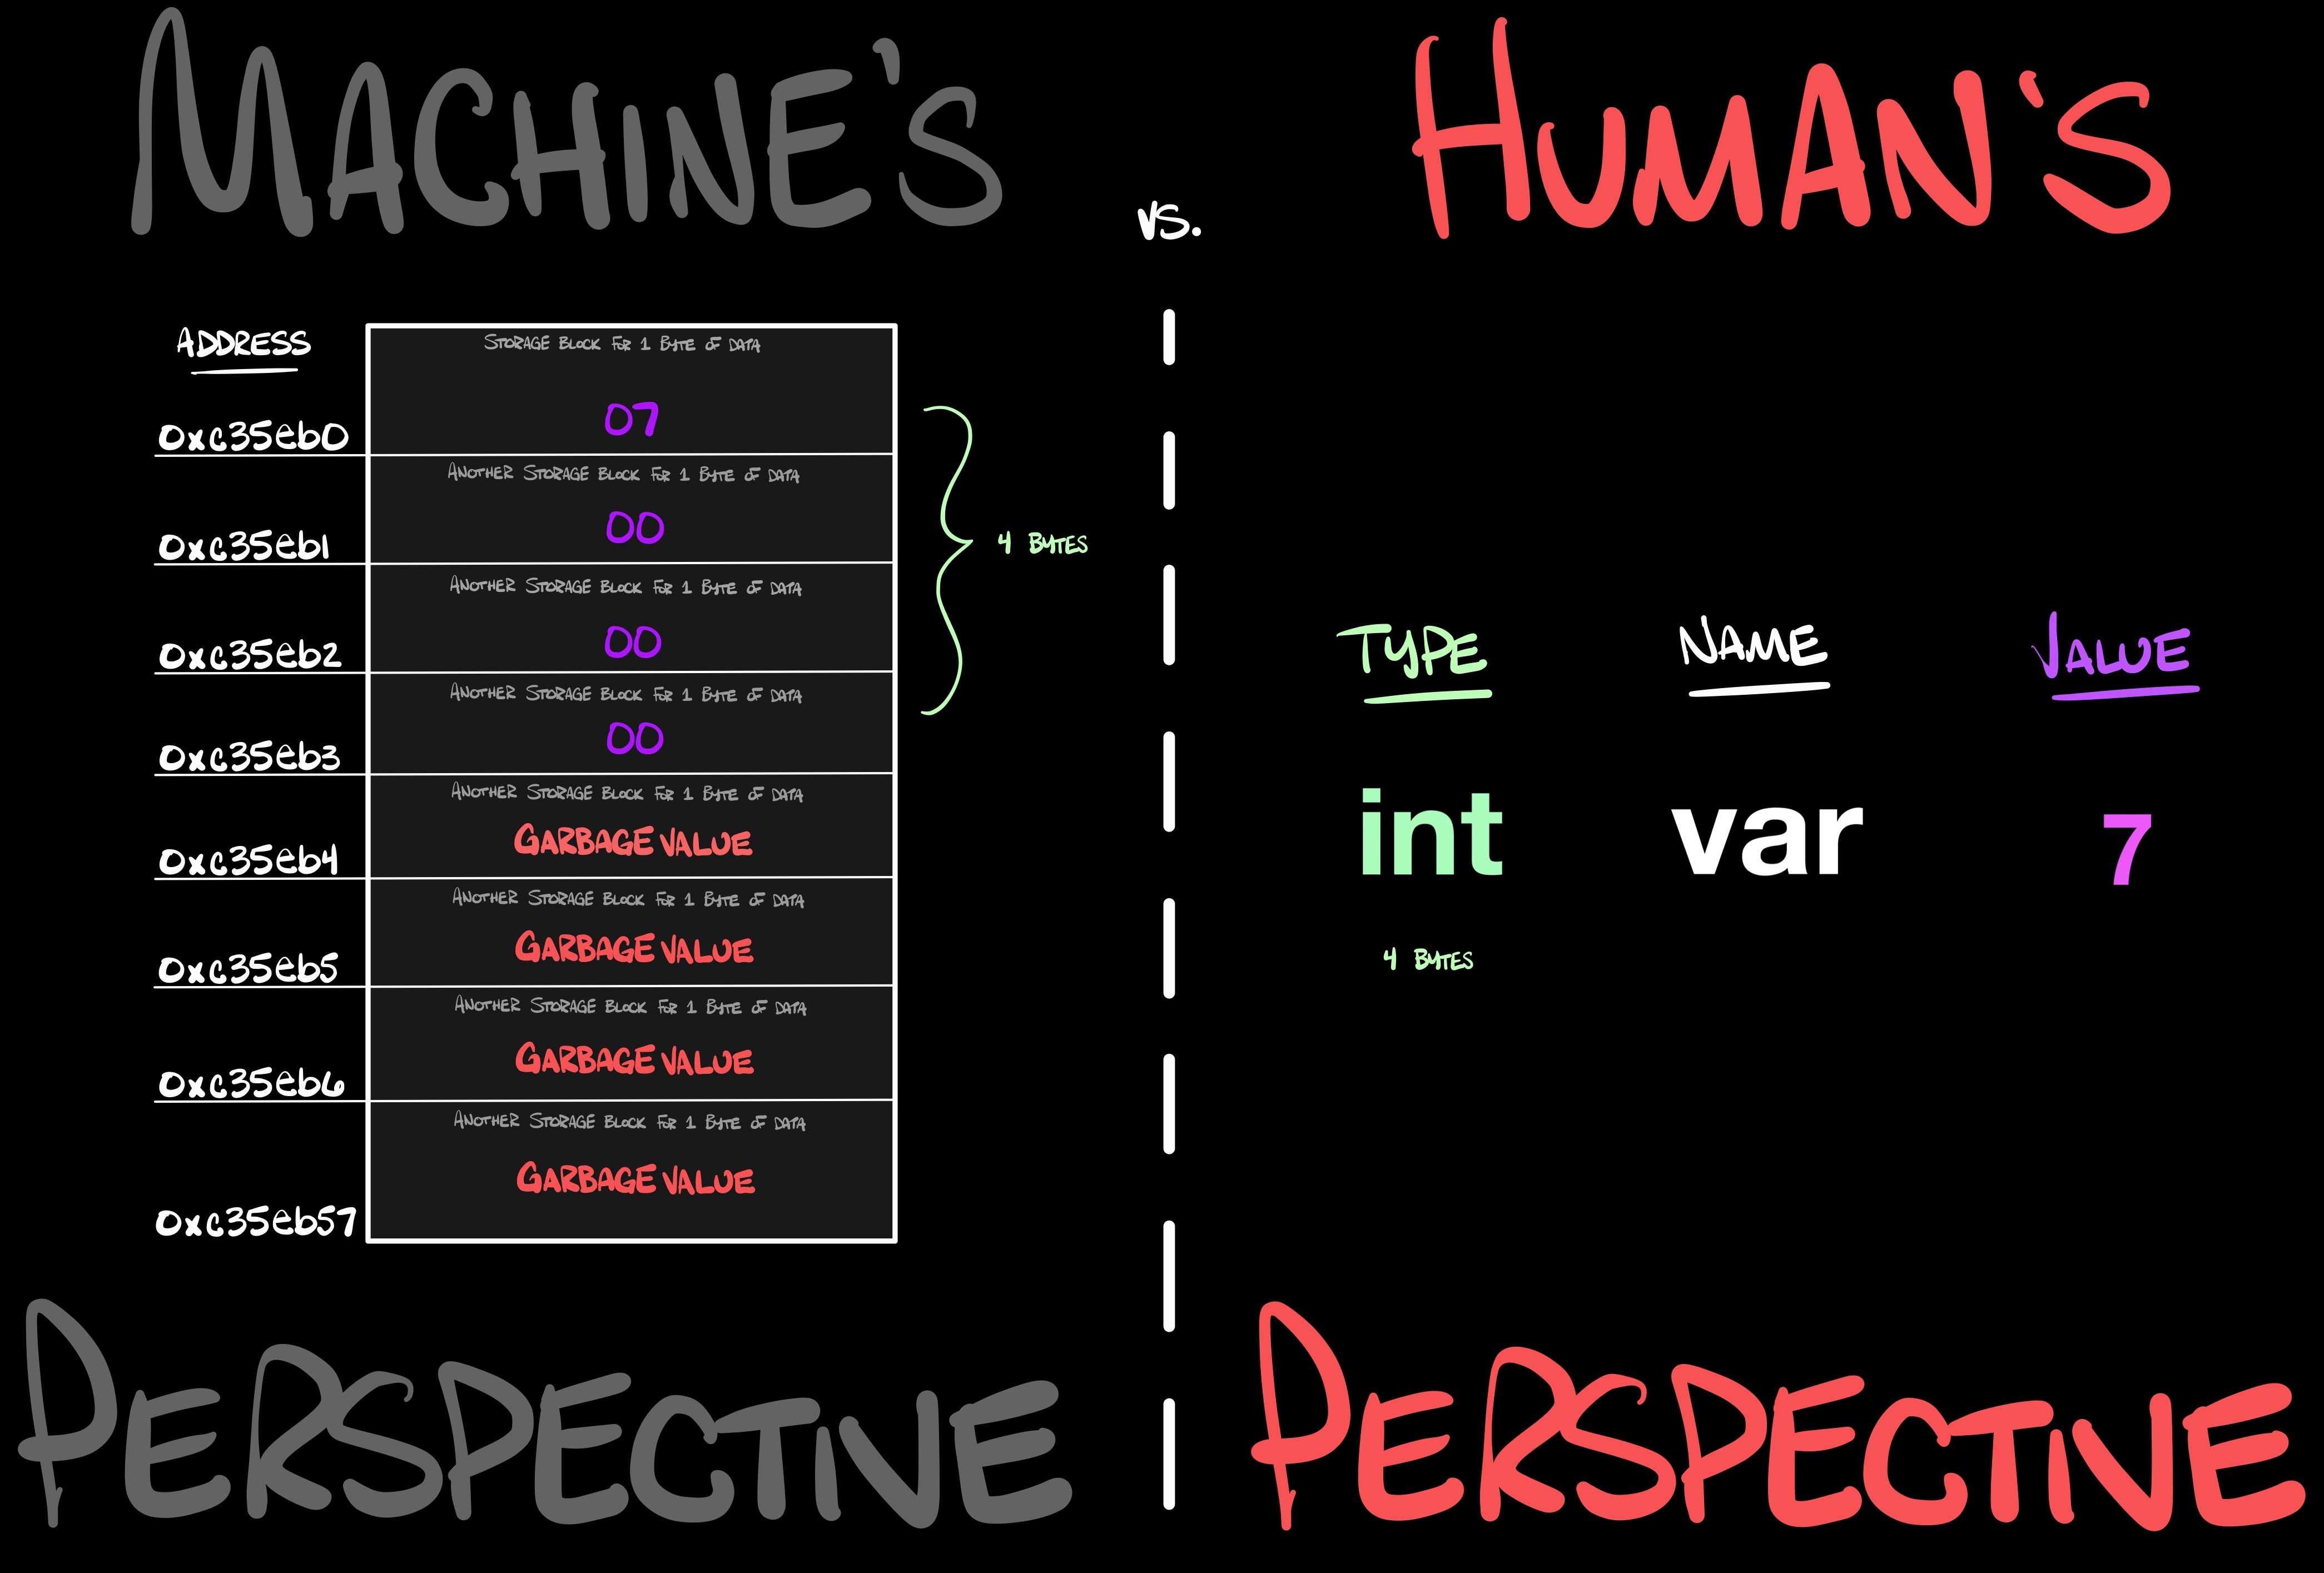 MACHINE'S
vs.
HUMAN'S
ADDRESS
STORAGE BLOCK FOR 1 BYTE OF DATA
0xc35eb0
07
ANOTHER STORAGE BLOCK FOR 1 BYTE OF DATA
0xc35eb1
00
4 BYTES
ANOTHER STORAGE BLOCK FOR 1 BYTE OF DATA
0xc35eb2
00
ANOTHER STORAGE BLOCK FOR 1 BYTE OF DATA
0xc35eb3
00
ANOTHER STORAGE BLOCK FOR 1 BYTE OF DATA
0xc35eb4
GARBAGE VALUE
ANOTHER STORAGE BLOCK FOR 1 BYTE OF DATA
0xc35eb5
GARBAGE VALUE
ANOTHER STORAGE BLOCK FOR 1 BYTE OF DATA
0xc35eb6
GARBAGE VALUE
ANOTHER STORAGE BLOCK FOR 1 BYTE OF DATA
0xc35eb57
GARBAGE VALUE
TYPE NAME VALUE
int var 7
4 BYTES
PERSPECTIVE
PERSPECTIVE